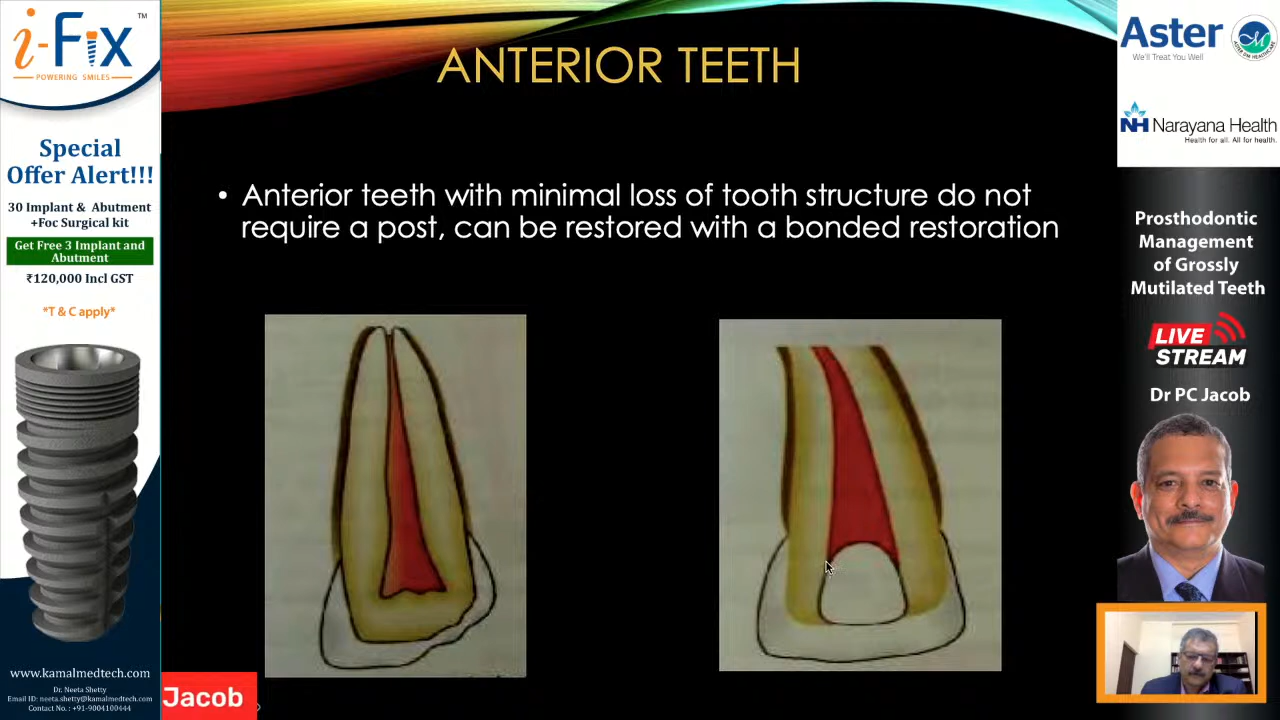 i-Fix
TM
POWERING SMILES
Special
Offer Alert!!!
30 Implant & Abutment
+Foc Surgical kit
Get Free 3 Implant and
Abutment
₹120,000 Incl GST
*T & C apply*
www.kamalmedtech.com
Dr. Neeta Shetty
Email ID: neeta.shetty@kamalmedtech.com
Contact No. : +91-9004100444
ANTERIOR TEETH
• Anterior teeth with minimal loss of tooth structure do not
require a post, can be restored with a bonded restoration
Jacob
Aster
We'll Treat You Well
NH Narayana Health
Health for all. All for health.
Prosthodontic
Management
of Grossly
Mutilated Teeth
LIVE
STREAM
Dr PC Jacob